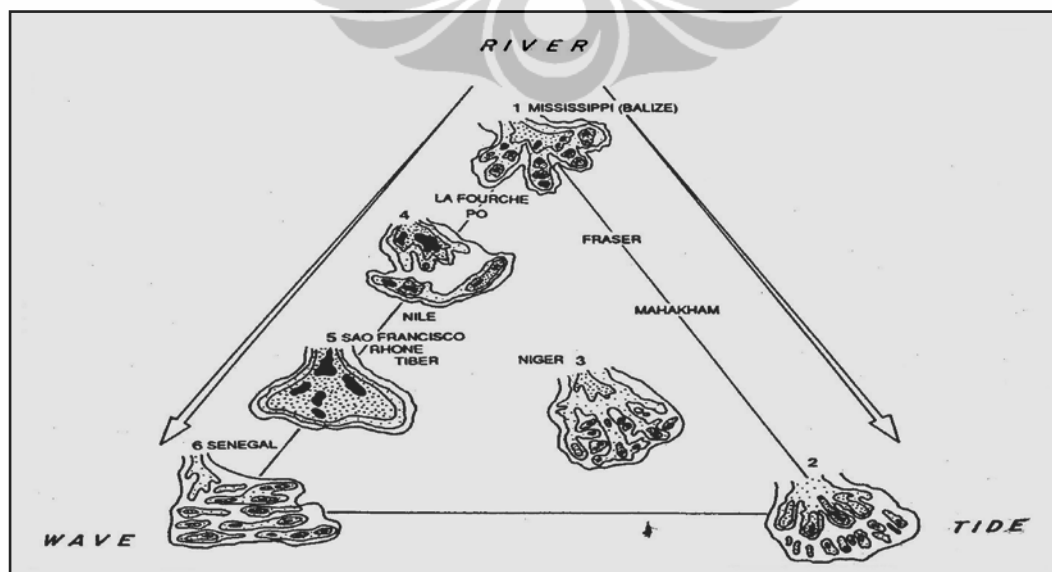 RIVER
1 MISSISSIPPI (BALIZE)
LA FOURCHE
PO
4
FRASER
MAHAKHAM
NILE
5 SAO FRANCISCO
RHONE
TIBER
NIGER 3
6 SENEGAL
2
WAVE
TIDE